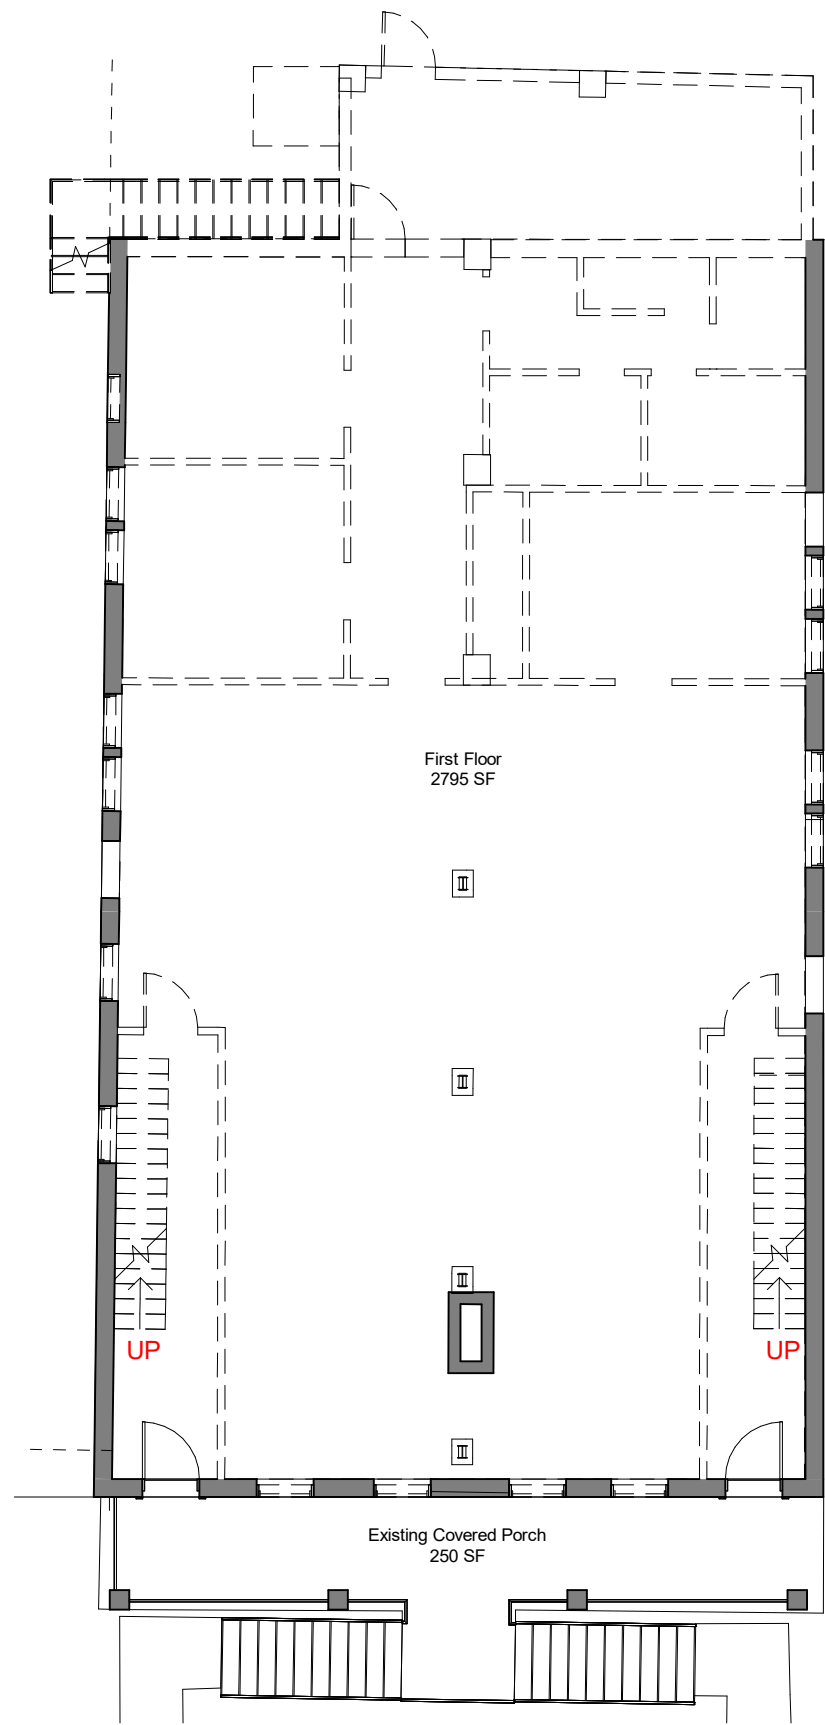 First Floor
2795 SF
UP
UP
Existing Covered Porch
250 SF